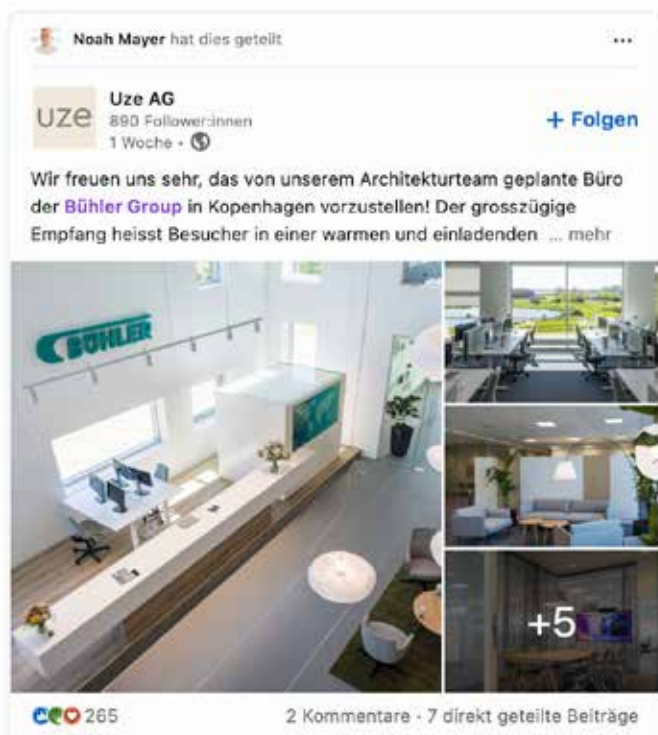 Noah Mayer hat dies geteilt
uze
Uze AG
890 Follower:innen
1 Woche •
+ Folgen
Wir freuen uns sehr, das von unserem Architekturteam geplante Büro
der Bühler Group in Kopenhagen vorzustellen! Der grosszügige
Empfang heisst Besucher in einer warmen und einladenden ... mehr
BÜHLER
+5
265
2 Kommentare · 7 direkt geteilte Beiträge